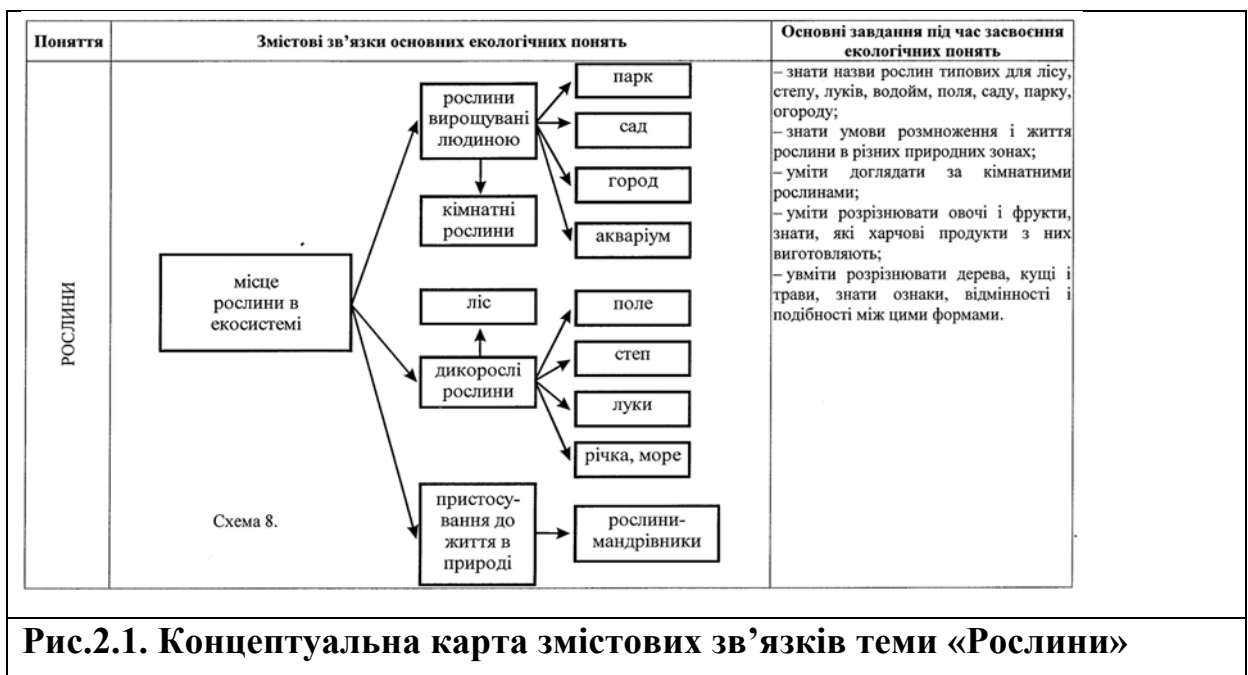 Поняття
Змістові зв'язки основних екологічних понять
Основні завдання під час засвоєння
екологічних понять
РОСЛИНИ
місце
рослини в
екосистемі
рослини
вирощувані
людиною
парк
сад
город
акваріум
кімнатні
рослини
ліс
дикорослі
рослини
поле
степ
луки
річка, море
пристосу-
вання до
життя в
природі
рослини-
мандрівники
Схема 8.
– знати назви рослин типових для лісу,
степу, луків, водойм, поля, саду, парку,
огороду;
– знати умови розмноження і життя
рослини в різних природних зонах;
– уміти доглядати за кімнатними
рослинами;
– уміти розрізнювати овочі і фрукти,
знати, які харчові продукти з них
виготовляють;
– увміти розрізнювати дерева, кущі і
трави, знати ознаки, відмінності і
подібності між цими формами.
Рис.2.1. Концептуальна карта змістових зв'язків теми «Рослини»